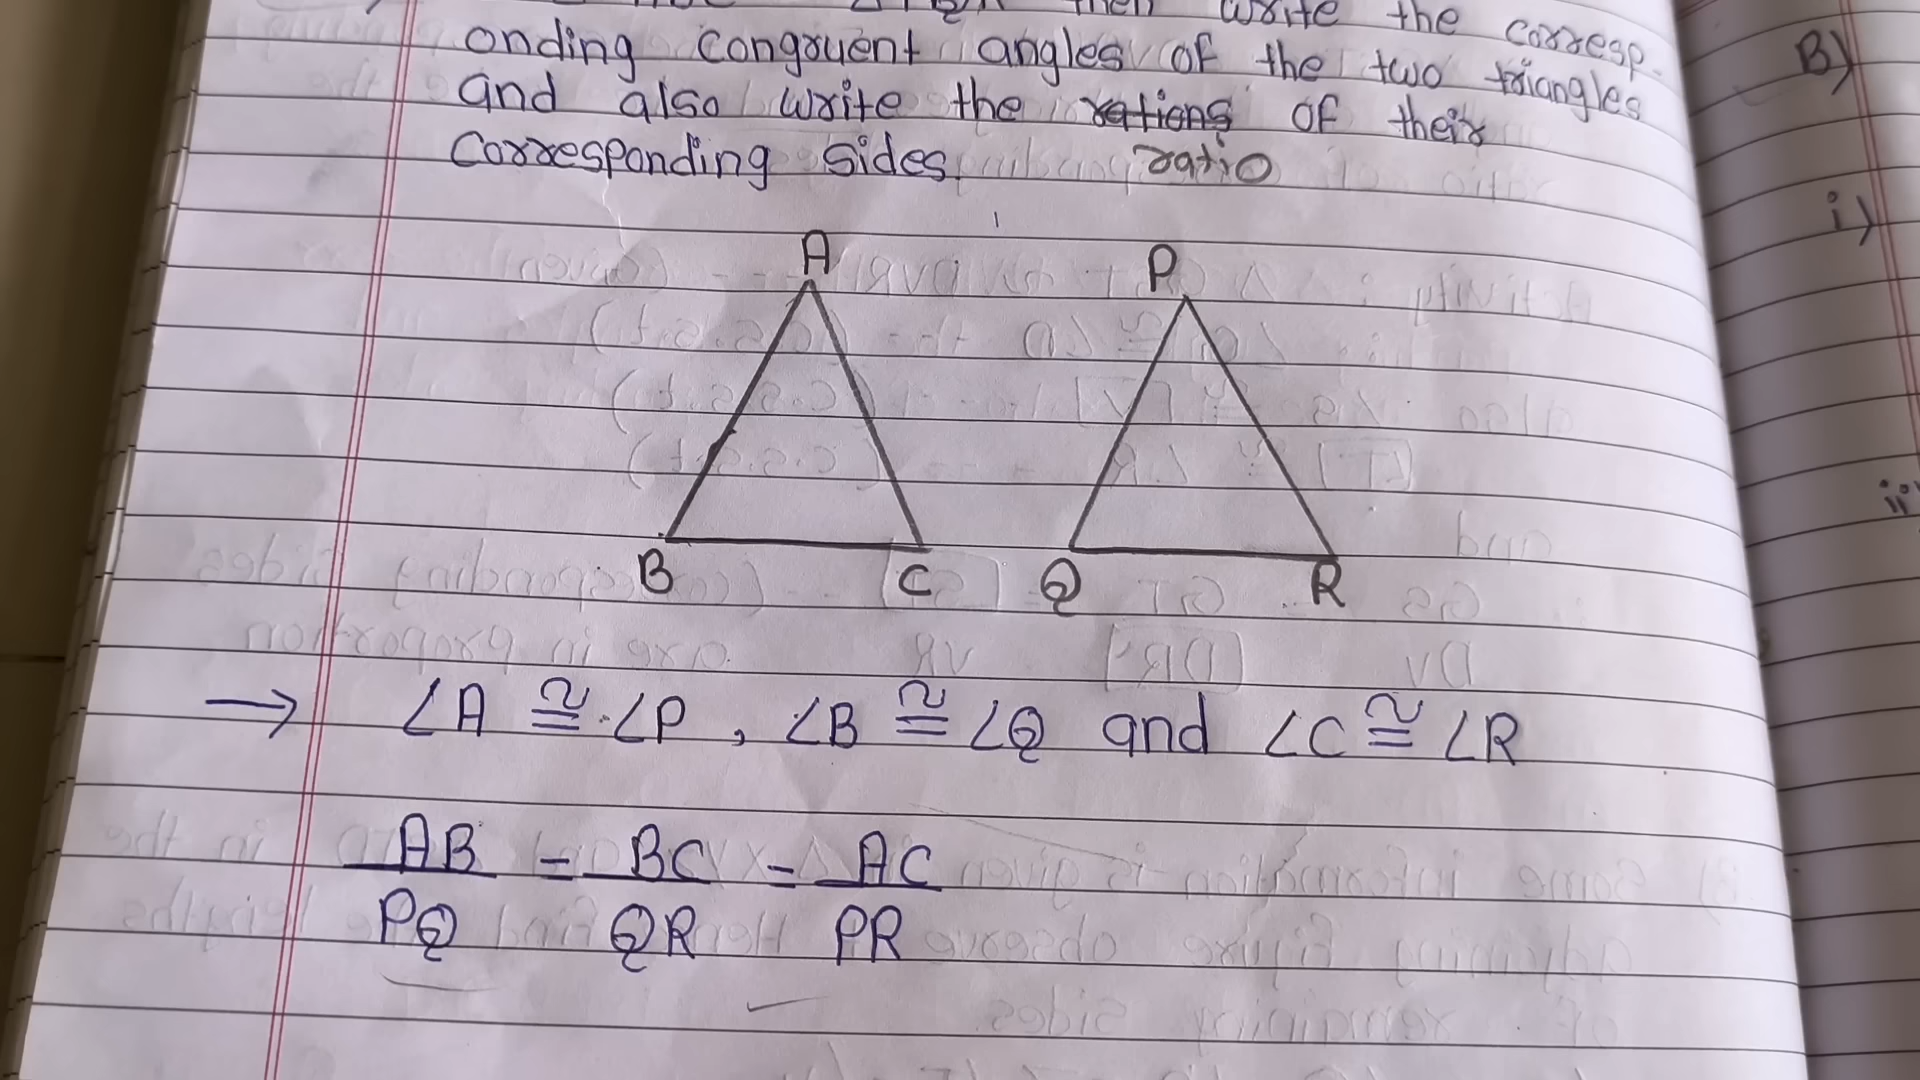 then write the corresp-
onding congruent angles of the two triangles
and also write the rations of their
Corresponding sides. ratio
A P
B C Q R
→ ∠A ≅ ∠P , ∠B ≅ ∠Q and ∠C ≅ ∠R
AB = BC = AC
PQ QR PR
B)
i)
ii)